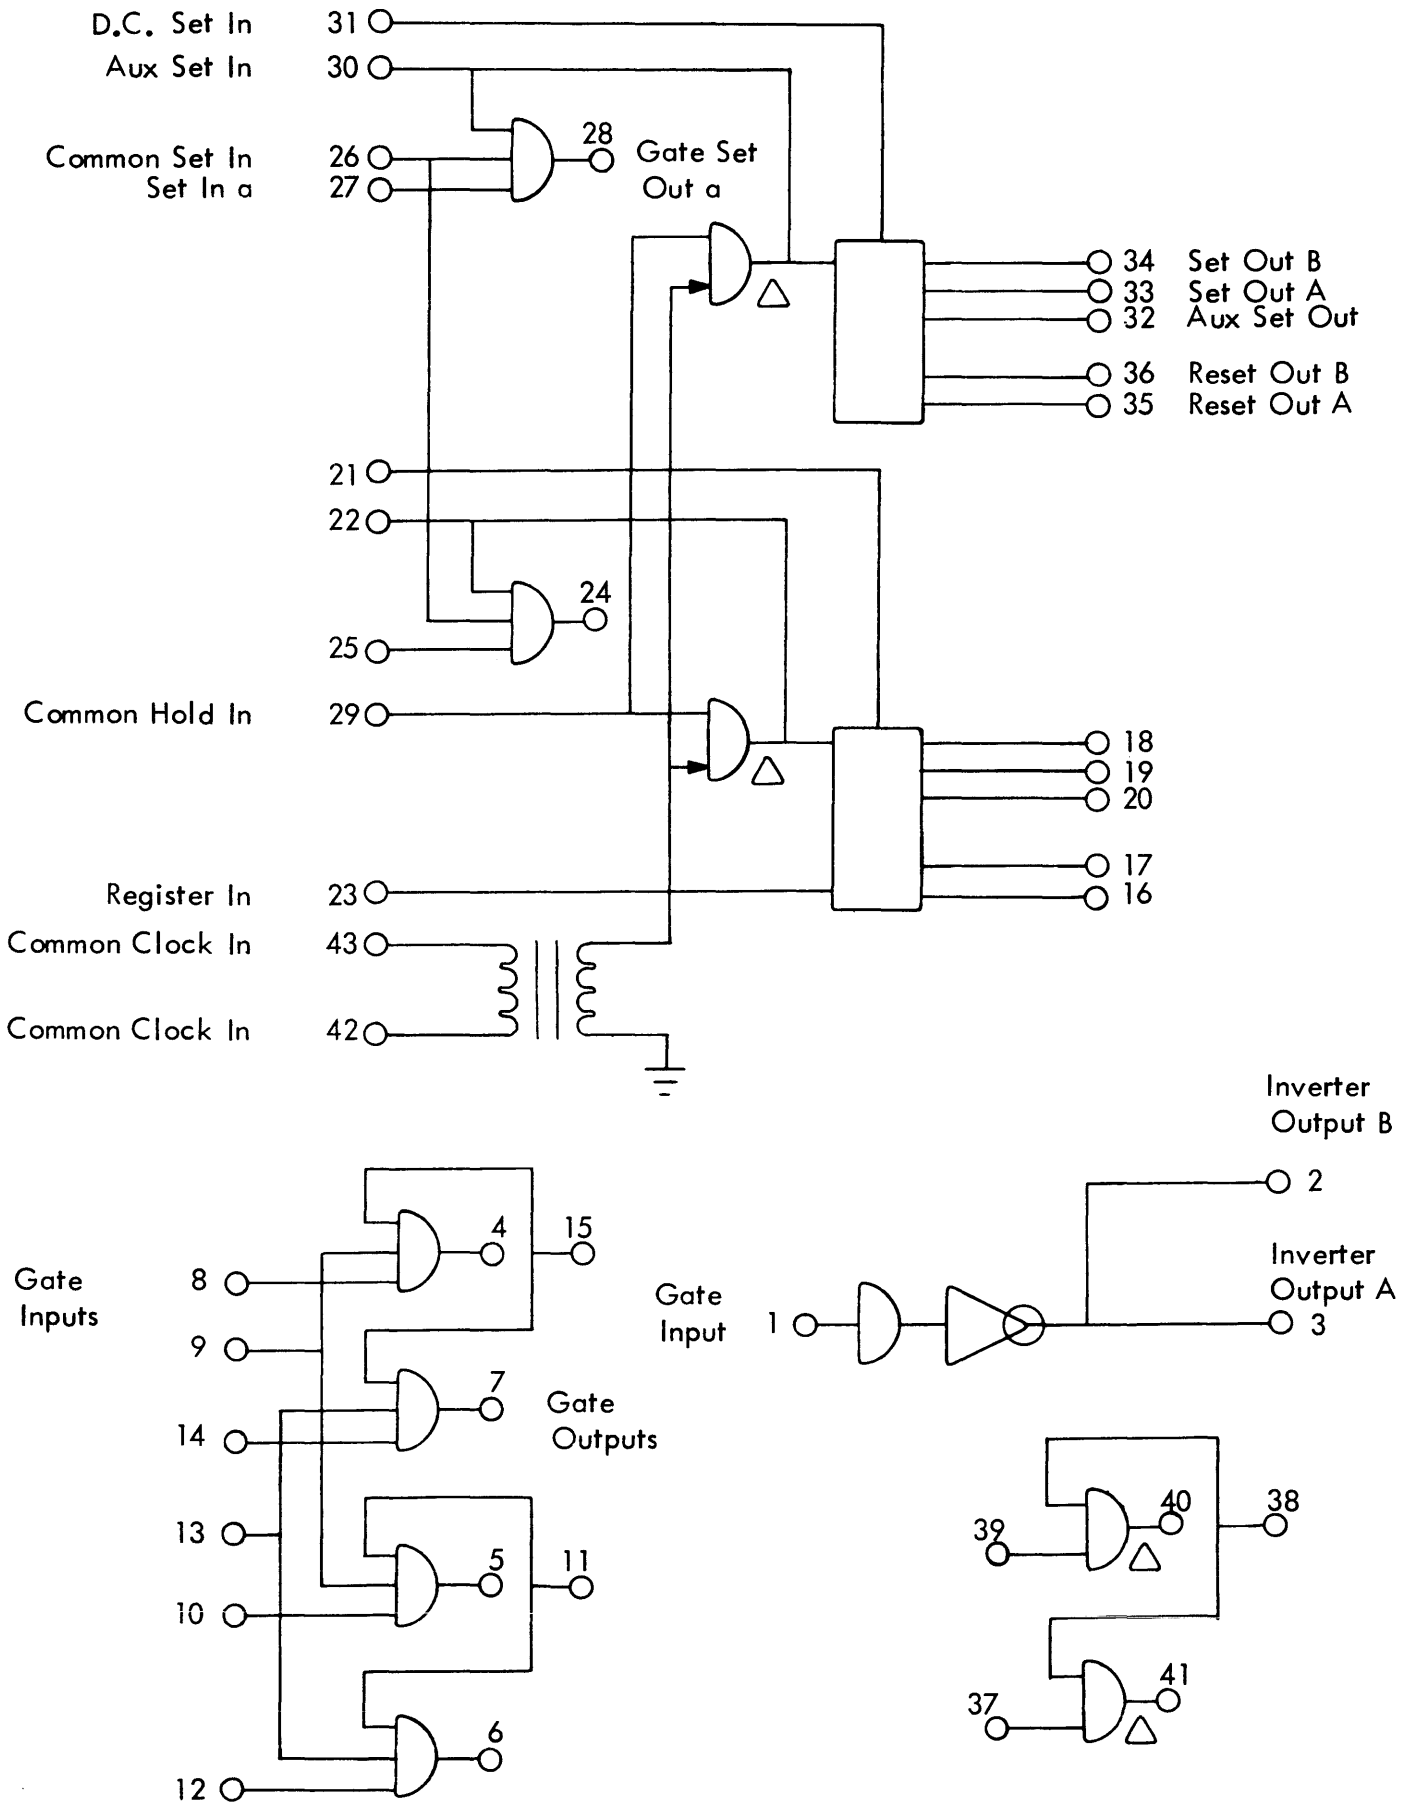 D.C. Set In 31
Aux Set In 30
28 Gate Set
Out a
Common Set In 26
Set In a 27
34 Set Out B
33 Set Out A
32 Aux Set Out
36 Reset Out B
35 Reset Out A
21
22
24
25
Common Hold In 29
18
19
20
17
16
Register In 23
Common Clock In 43
Common Clock In 42
Inverter
Output B
2
4 15
Gate
Inputs
8
9
Inverter
Output A
3
Gate
Input
1
7
Gate
Outputs
14
13
5 11
10
6
12
40 38
39
41
37